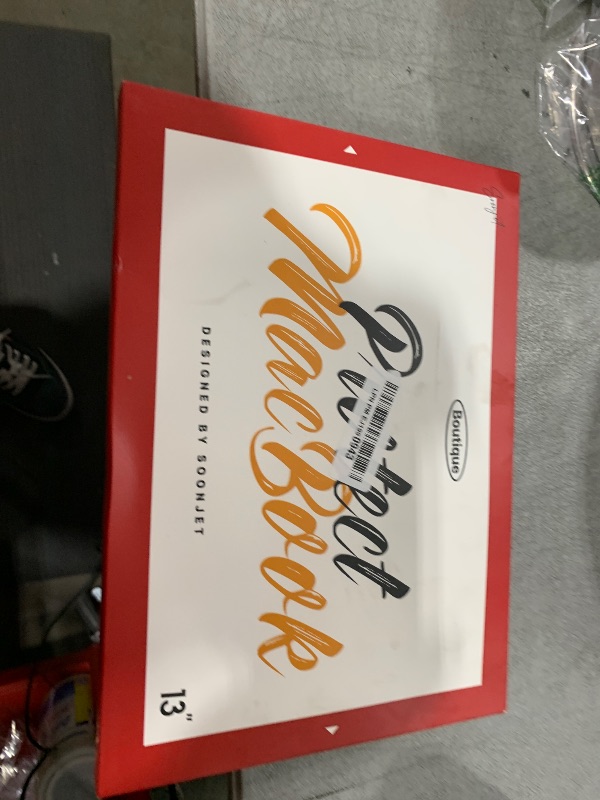 Boutique
Protect
MacBook
DESIGNED BY SOONJET
13"